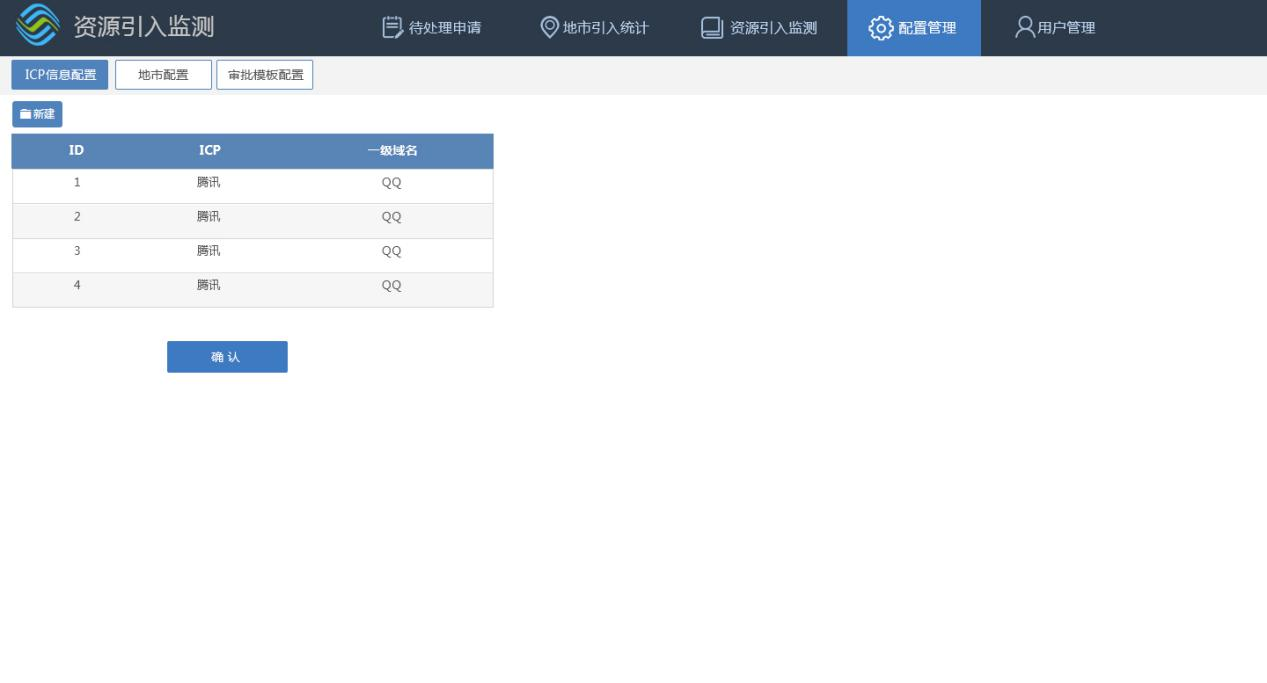 资源引入监测 待处理申请 地市引入统计 资源引入监测 配置管理 用户管理
ICP信息配置 地市配置 审批模板配置
新建
ID ICP 一级域名
1 腾讯 QQ
2 腾讯 QQ
3 腾讯 QQ
4 腾讯 QQ
确 认